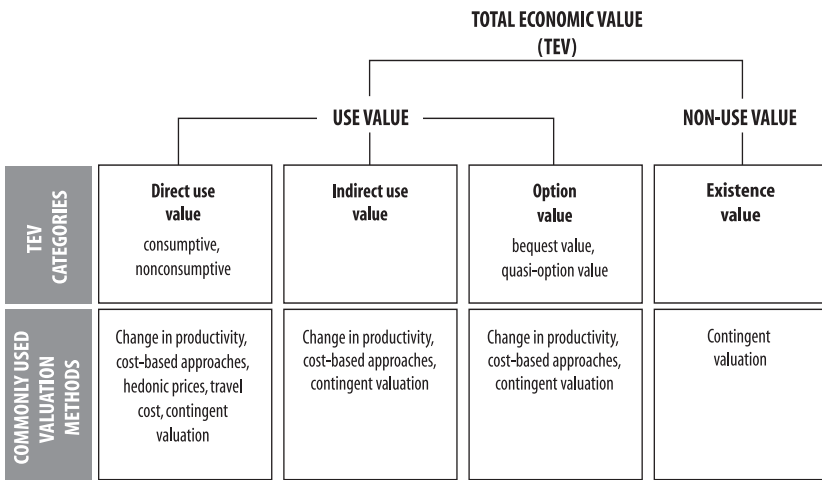 TOTAL ECONOMIC VALUE
(TEV)
USE VALUE
NON-USE VALUE
TEV
CATEGORIES
Direct use
value
consumptive,
nonconsumptive
Indirect use
value
Option
value
bequest value,
quasi-option value
Existence
value
COMMONLY USED
VALUATION
METHODS
Change in productivity,
cost-based approaches,
hedonic prices, travel
cost, contingent
valuation
Change in productivity,
cost-based approaches,
contingent valuation
Change in productivity,
cost-based approaches,
contingent valuation
Contingent
valuation